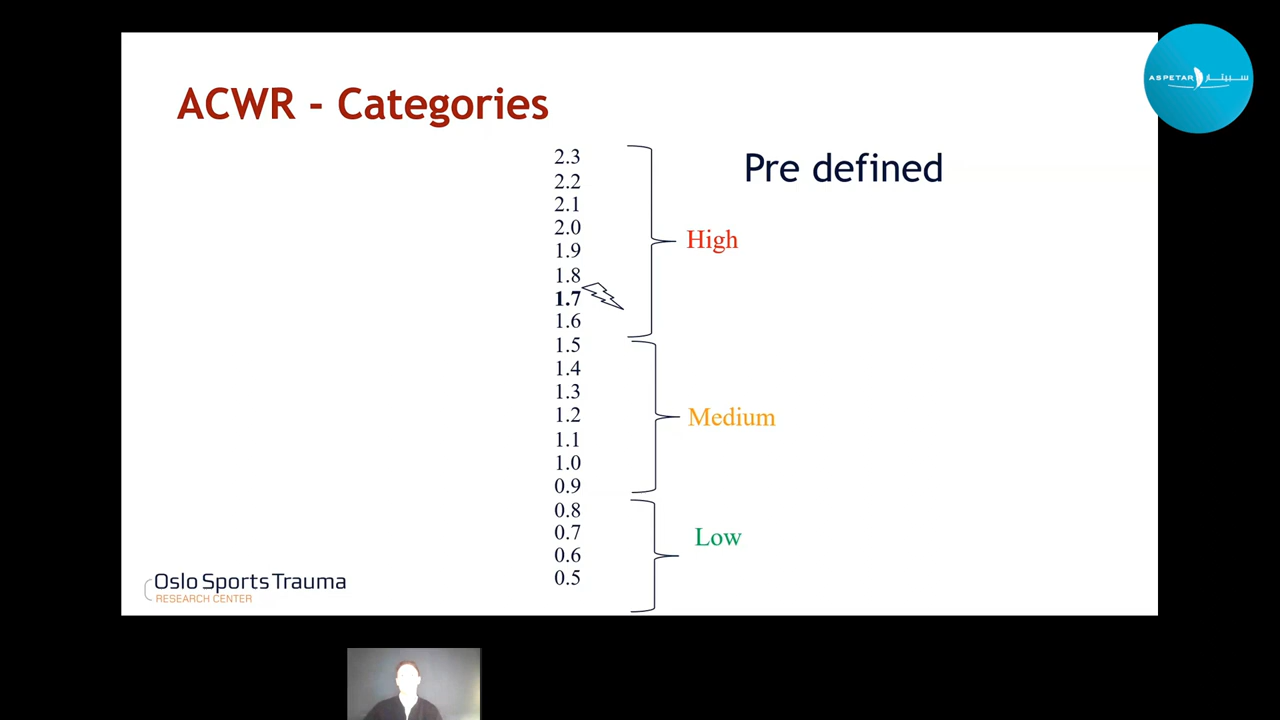 ASPETAR سبيتار
ACWR - Categories
Pre defined
2.3
2.2
2.1
2.0
1.9
1.8
1.7
1.6
1.5
1.4
1.3
1.2
1.1
1.0
0.9
0.8
0.7
0.6
0.5
High
Medium
Low
Oslo Sports Trauma
RESEARCH CENTER